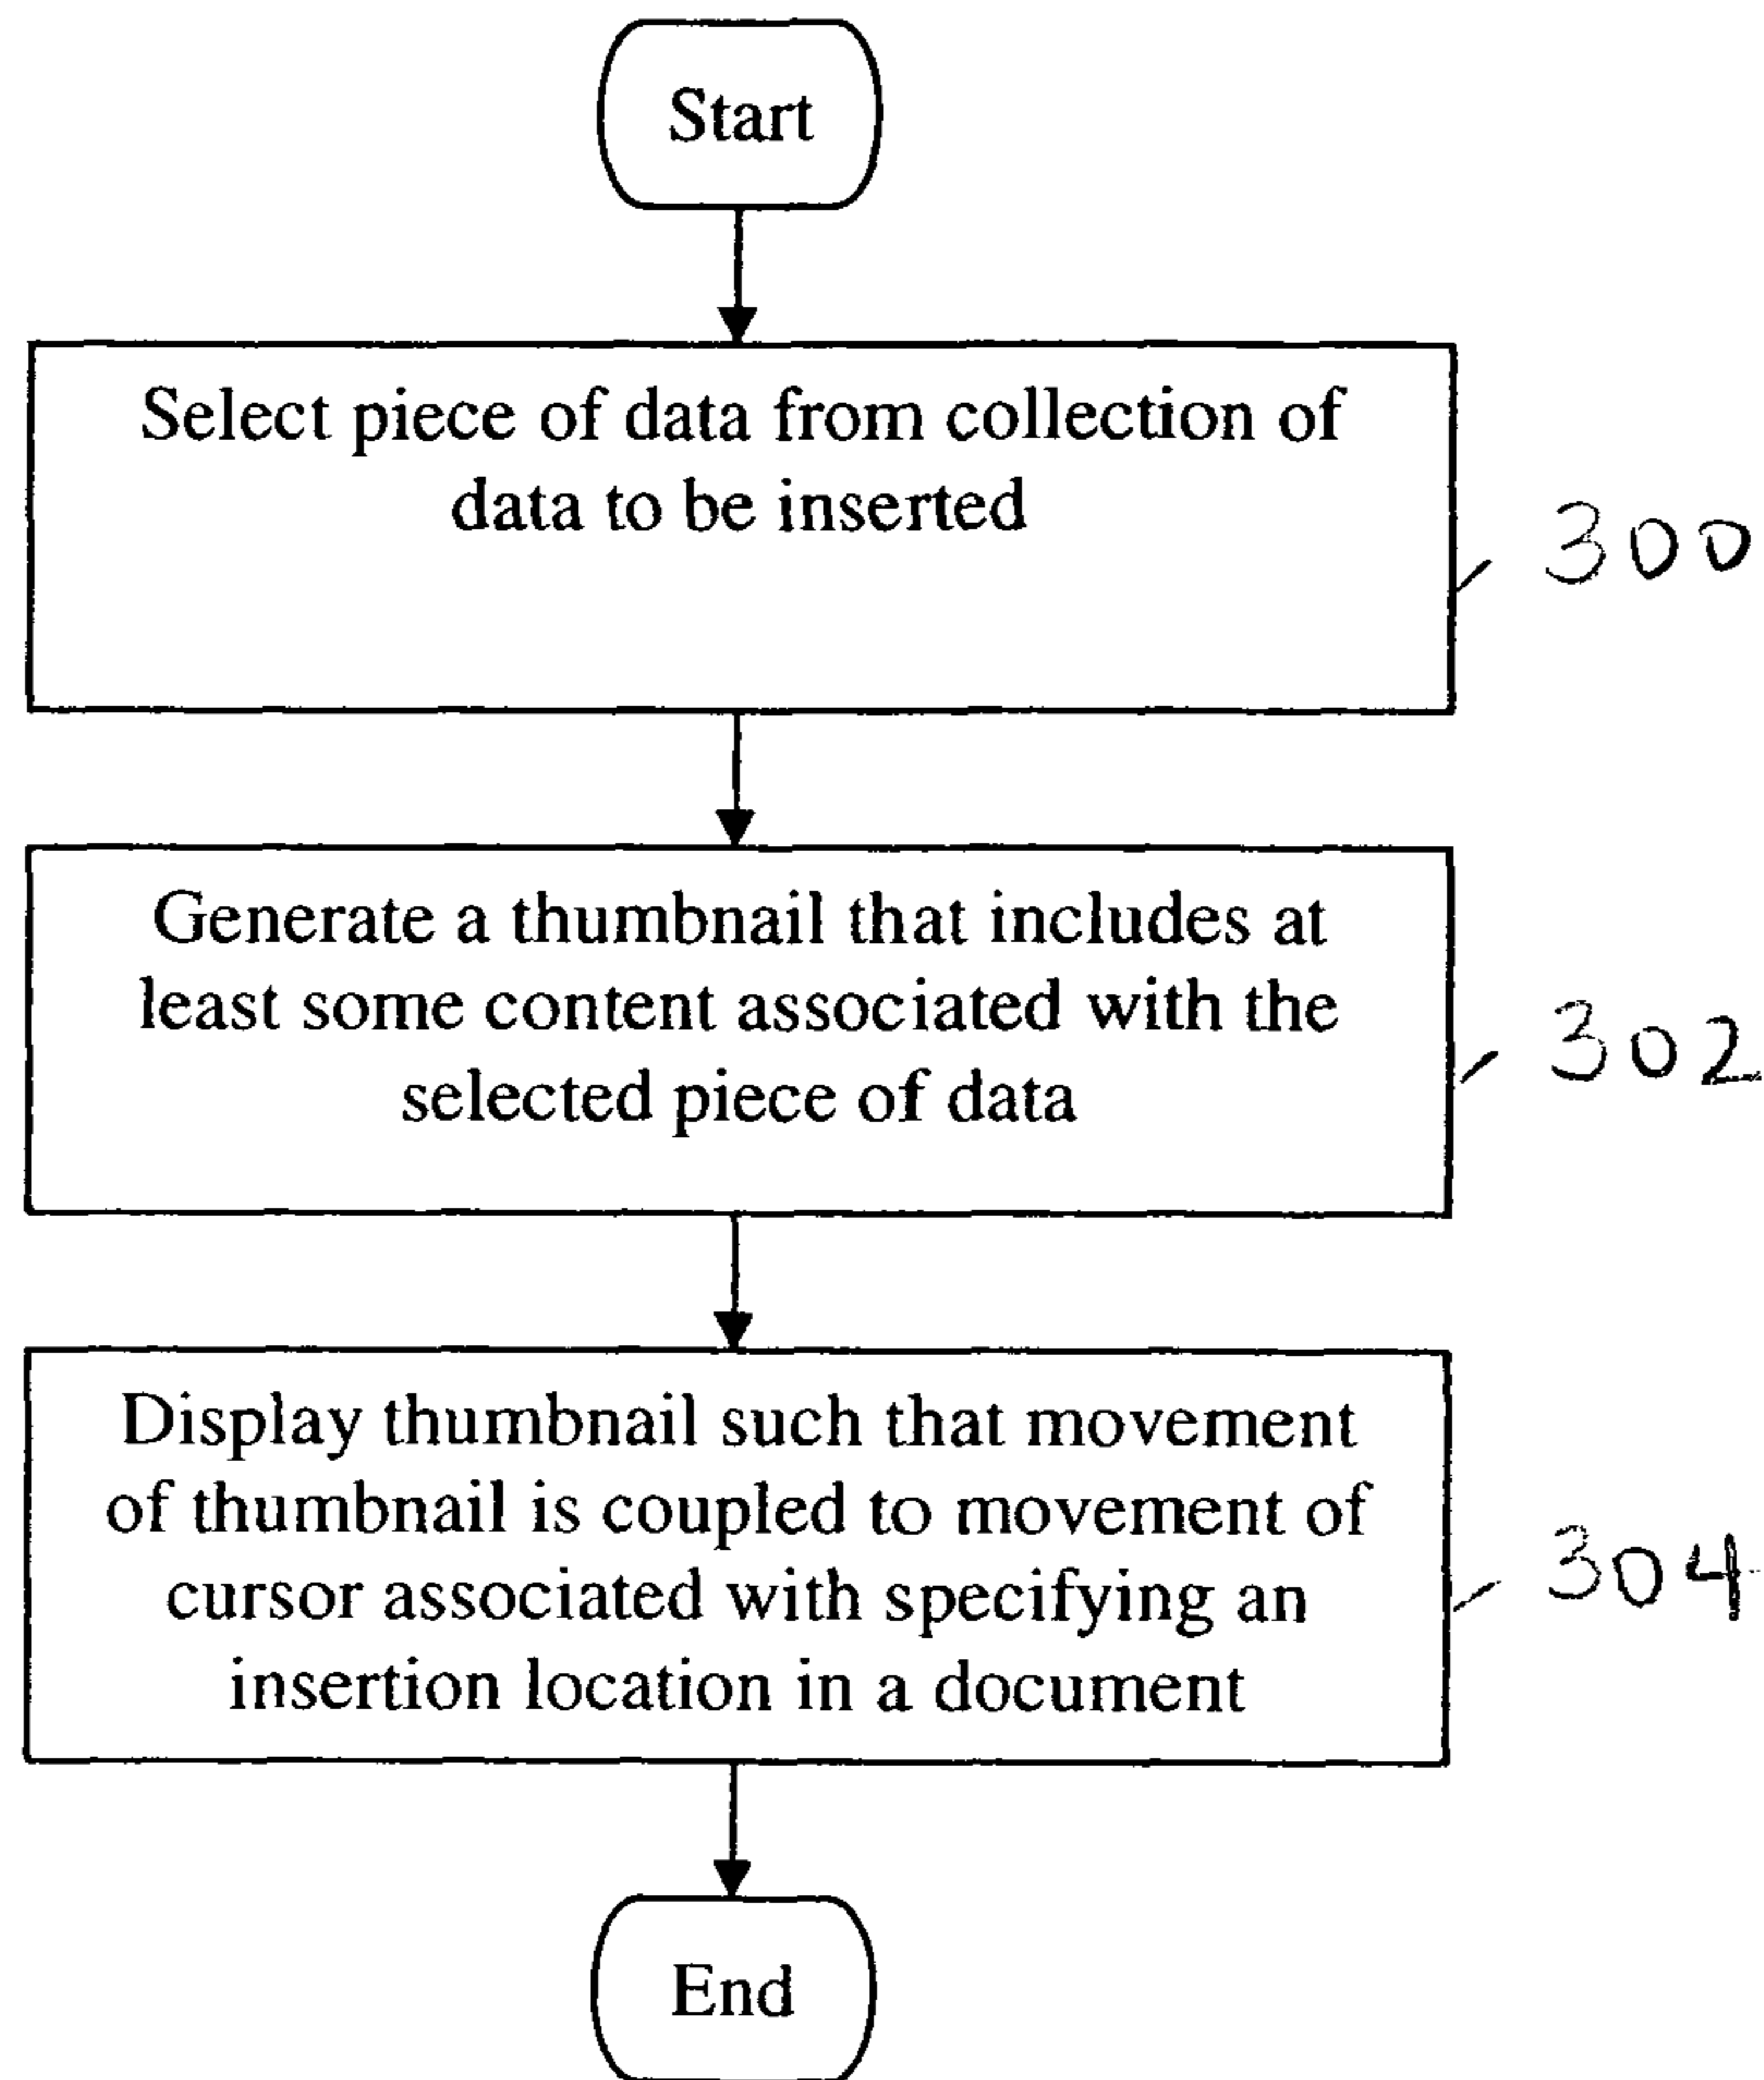 Start
Select piece of data from collection of
data to be inserted
300
Generate a thumbnail that includes at
least some content associated with the
selected piece of data
302
Display thumbnail such that movement
of thumbnail is coupled to movement of
cursor associated with specifying an
insertion location in a document
304
End